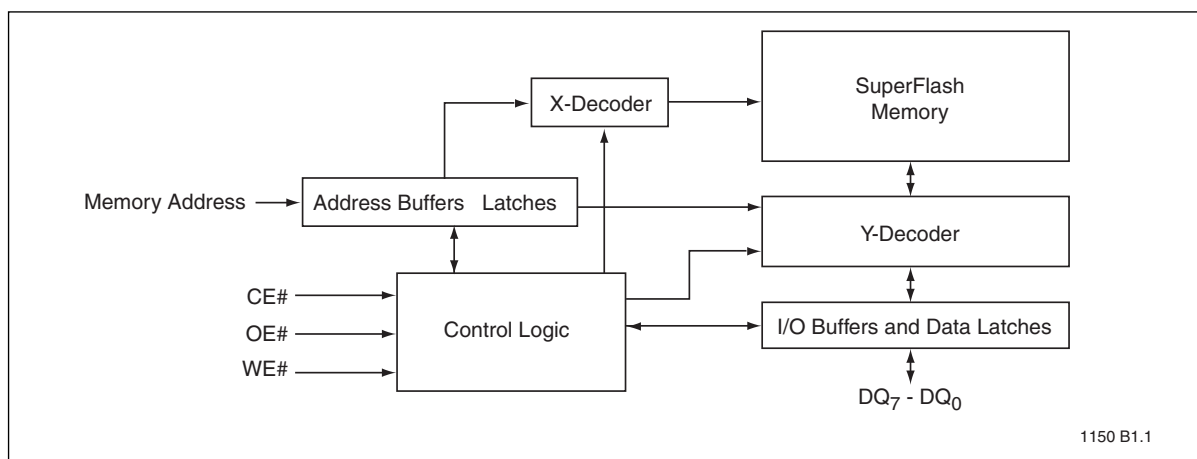 SuperFlash
Memory
X-Decoder
Memory Address
Address Buffers Latches
Y-Decoder
CE#
OE#
WE#
Control Logic
I/O Buffers and Data Latches
DQ7 - DQ0
1150 B1.1